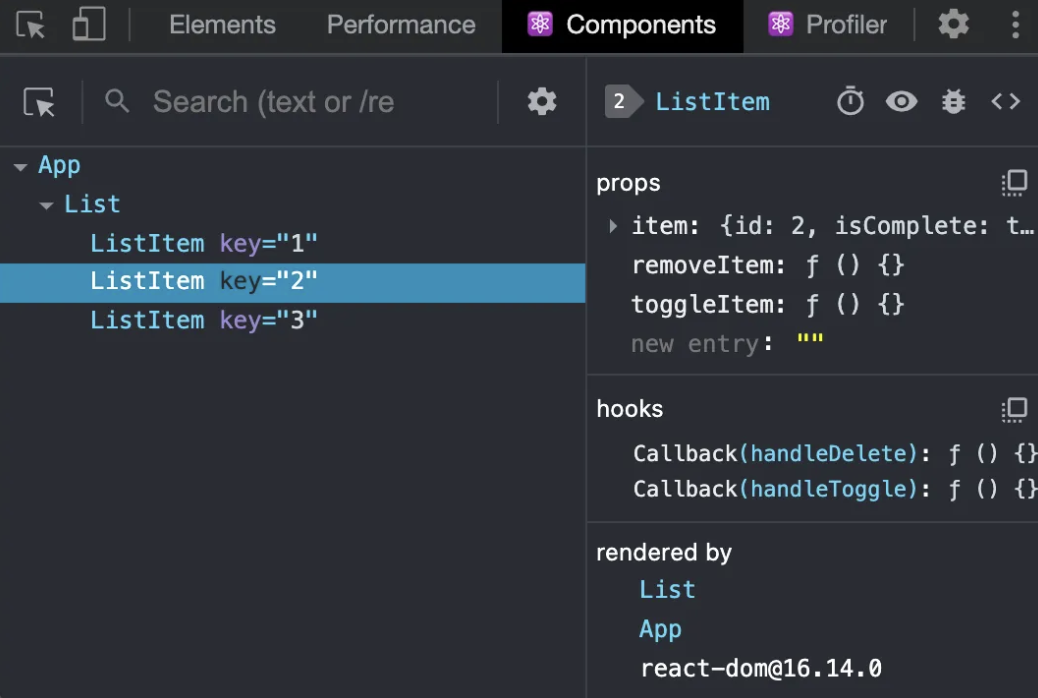 Elements Performance Components Profiler
Search (text or /re
2 ListItem
App
List
ListItem key="1"
ListItem key="2"
ListItem key="3"
props
item: {id: 2, isComplete: t…
removeItem: ƒ () {}
toggleItem: ƒ () {}
new entry: ""
hooks
Callback(handleDelete): ƒ () {}
Callback(handleToggle): ƒ () {}
rendered by
List
App
react-dom@16.14.0